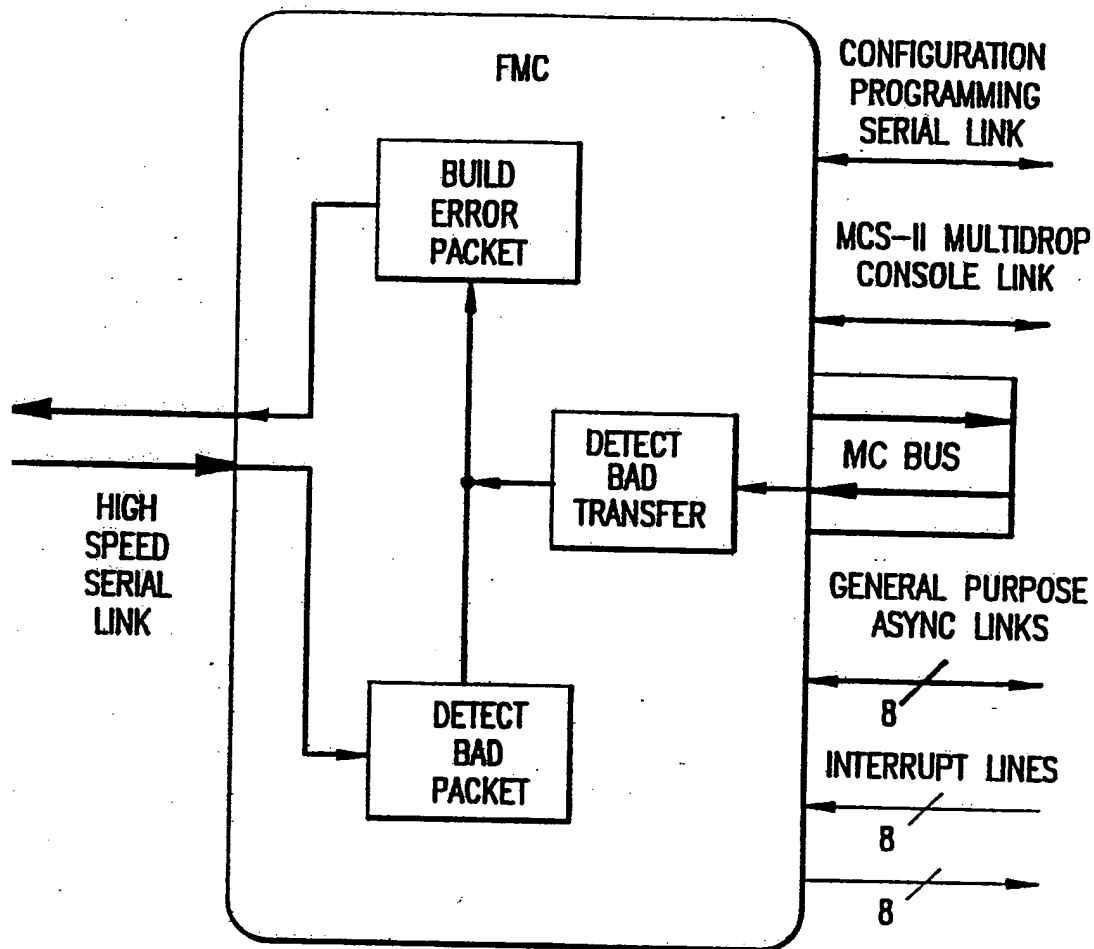 FMC
BUILD
ERROR
PACKET
DETECT
BAD
TRANSFER
DETECT
BAD
PACKET
HIGH
SPEED
SERIAL
LINK
CONFIGURATION
PROGRAMMING
SERIAL LINK
MCS-II MULTIDROP
CONSOLE LINK
MC BUS
GENERAL PURPOSE
ASYNC LINKS
8
INTERRUPT LINES
8
8